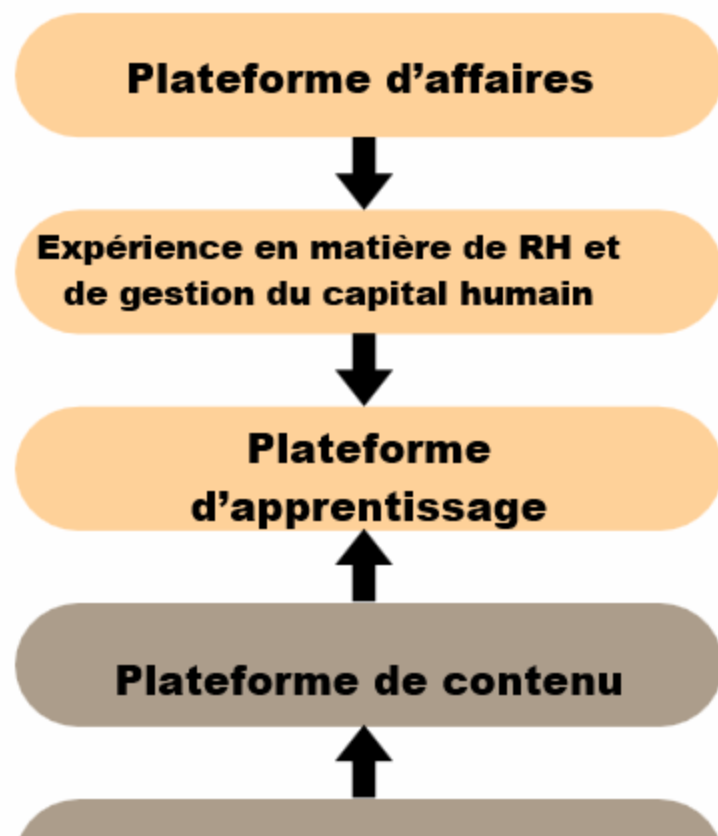 Plateforme d’affaires
Expérience en matière de RH et
de gestion du capital humain
Plateforme
d’apprentissage
Plateforme de contenu